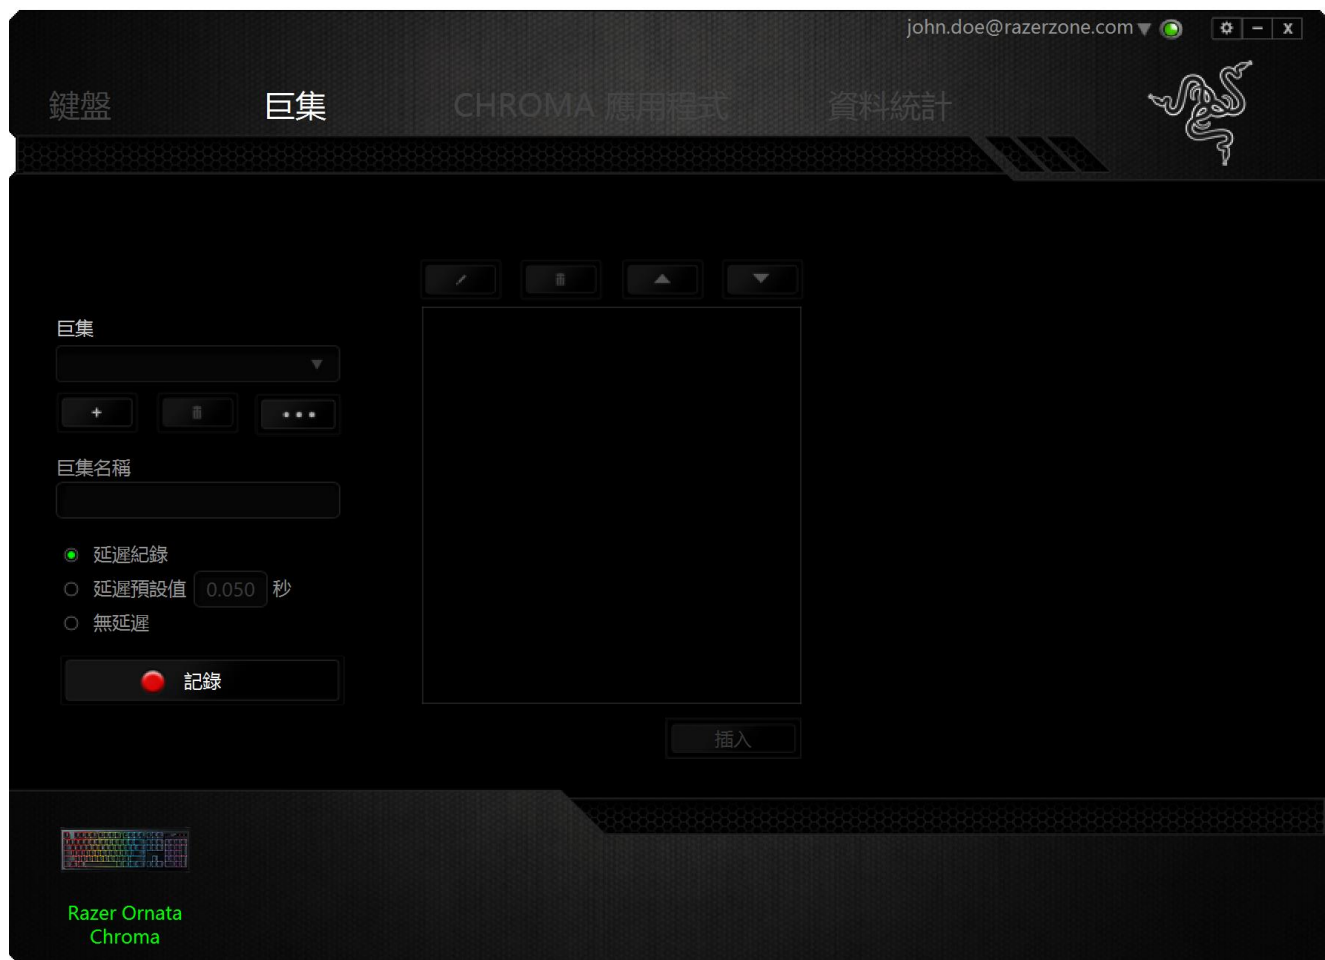 john.doe@razerzone.com
鍵盤
巨集
CHROMA 應用程式
資料統計
巨集
巨集名稱
延遲紀錄
延遲預設值 0.050 秒
無延遲
記錄
插入
Razer Ornata
Chroma